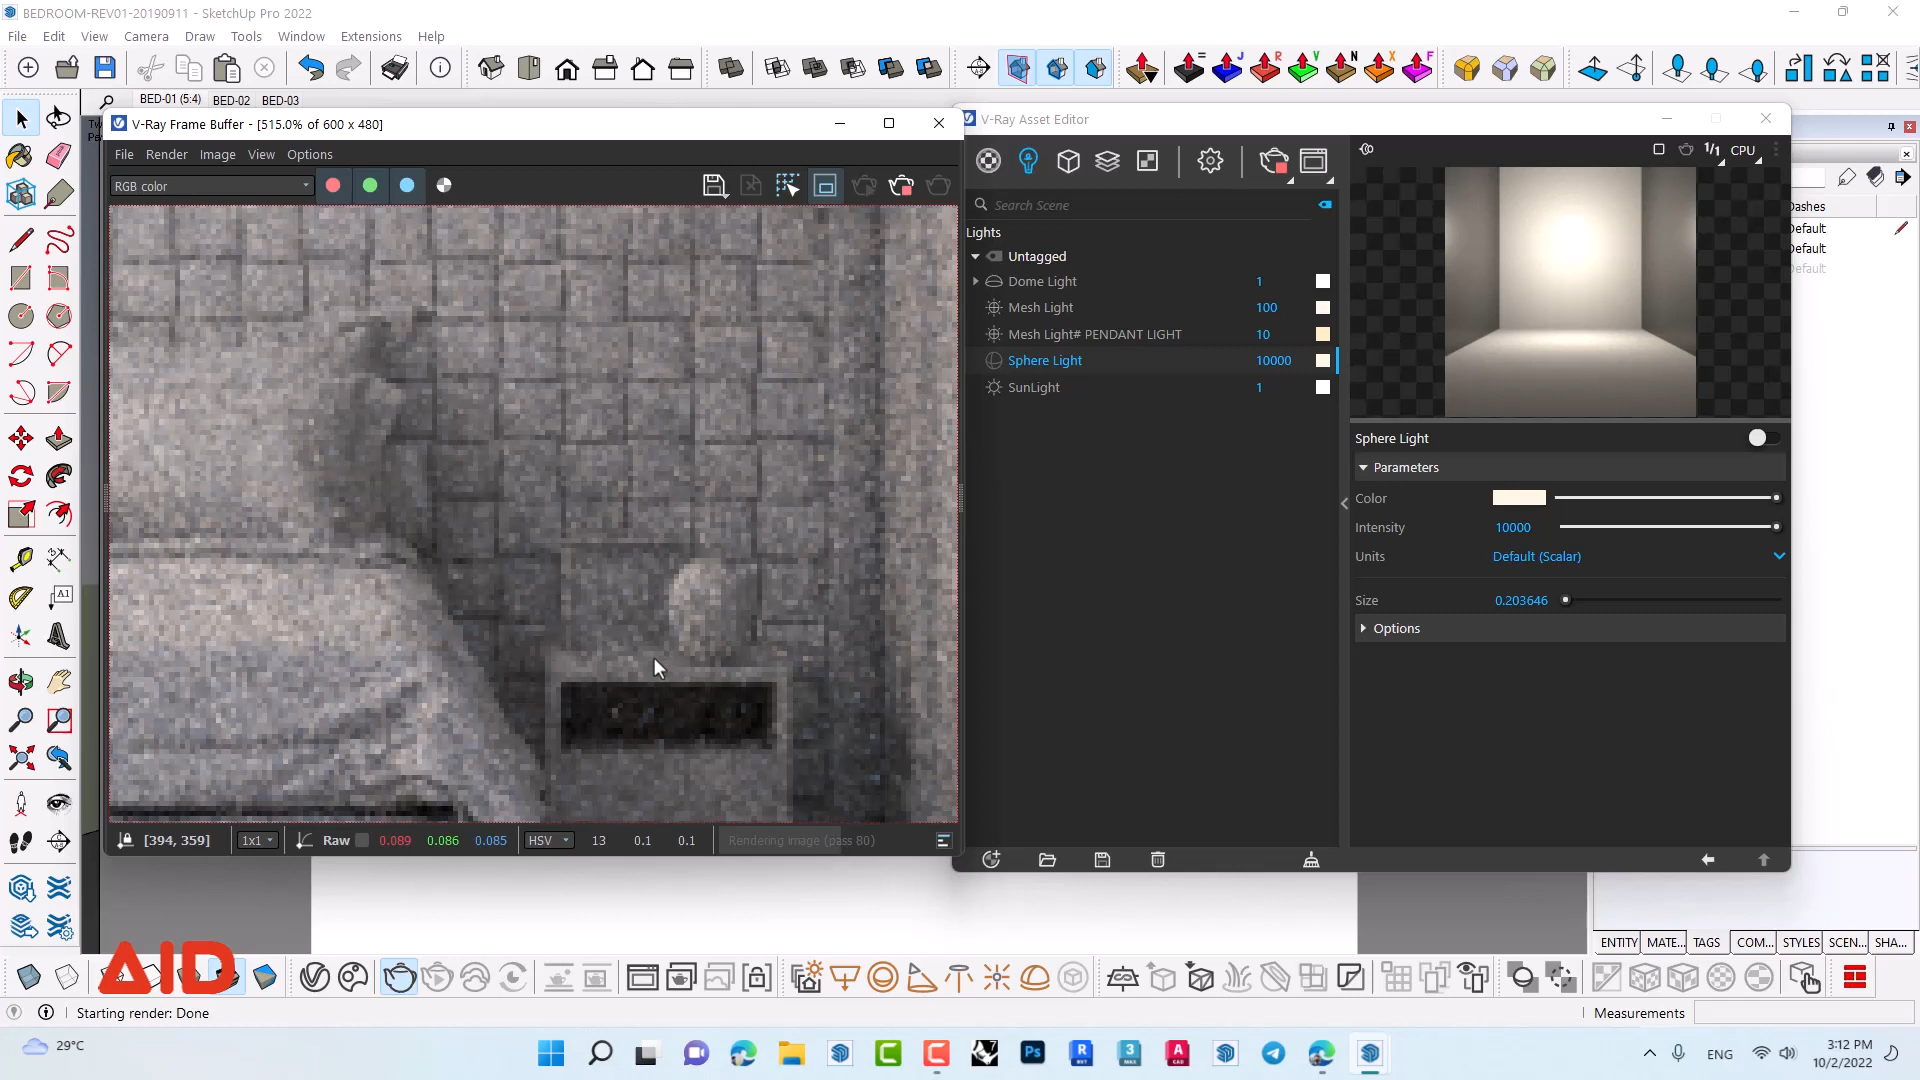 BEDROOM-REV01-20190911 - SketchUp Pro 2022
File Edit View Camera Draw Tools Window Extensions Help
BED-01 (5:4) BED-02 BED-03
V-Ray Frame Buffer - [515.0% of 600 x 480]
File Render Image View Options
RGB color
V-Ray Asset Editor
1/1 CPU
Search Scene
Lights
Untagged
Dome Light 1
Mesh Light 100
Mesh Light# PENDANT LIGHT 10
Sphere Light 10000
SunLight 1
Sphere Light
Parameters
Color
Intensity 10000
Units Default (Scalar)
Size 0.203646
Options
Dashes
Default
Default
Default
[394, 359] 1x1 Raw 0.089 0.086 0.085 HSV 13 0.1 0.1 Rendering image (pass 80)
ENTITY MATE... TAGS COM... STYLES SCEN... SHA...
AID
Starting render: Done
Measurements
29°C
ENG
3:12 PM
10/2/2022